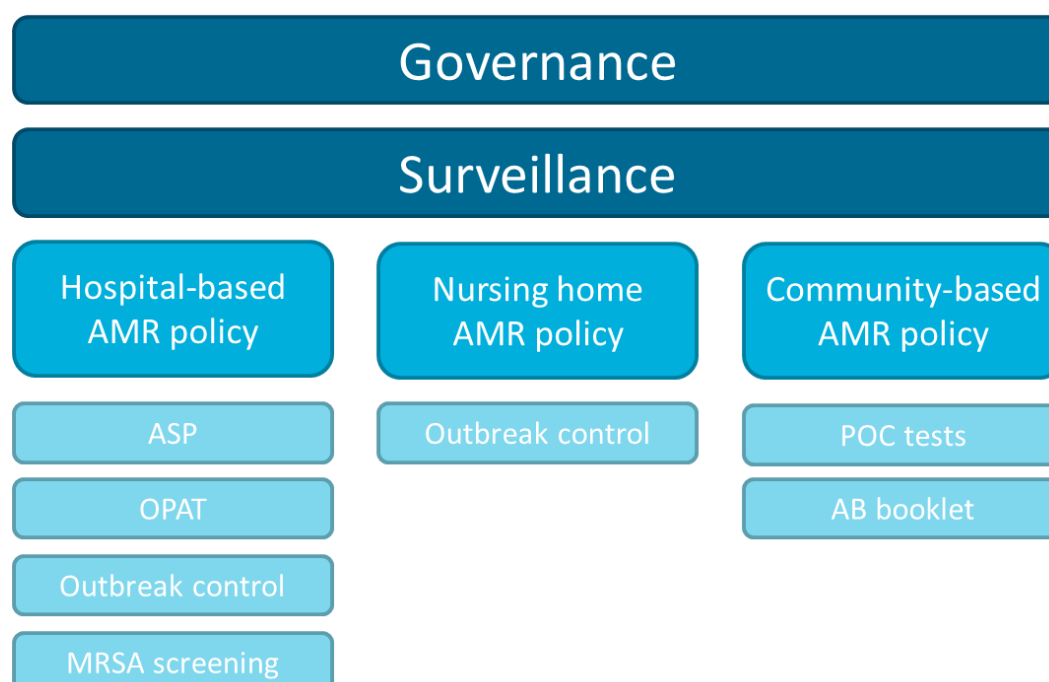 Governance
Surveillance
Hospital-based
AMR policy
Nursing home
AMR policy
Community-based
AMR policy
ASP
Outbreak control
POC tests
OPAT
AB booklet
Outbreak control
MRSA screening